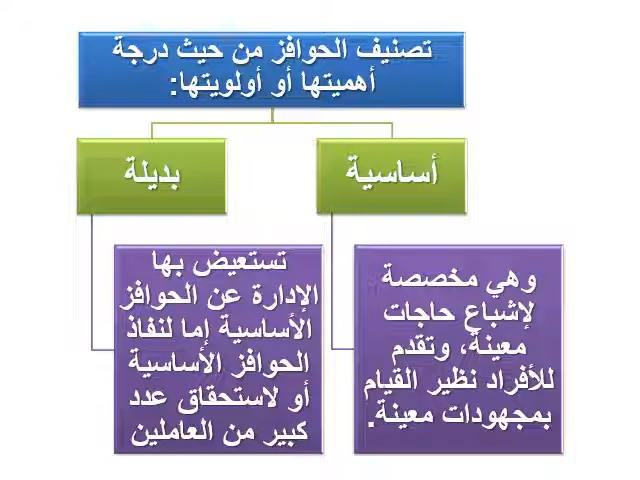 تصنيف الحوافز من حيث درجة
أهميتها أو أولويتها:
أساسية
بديلة
وهي مخصصة
لإشباع حاجات
معينة، وتقدم
للأفراد نظير القيام
بمجهودات معينة.
تستعيض بها
الإدارة عن الحوافز
الأساسية إما لنفاذ
الحوافز الأساسية
أو لاستحقاق عدد
كبير من العاملين